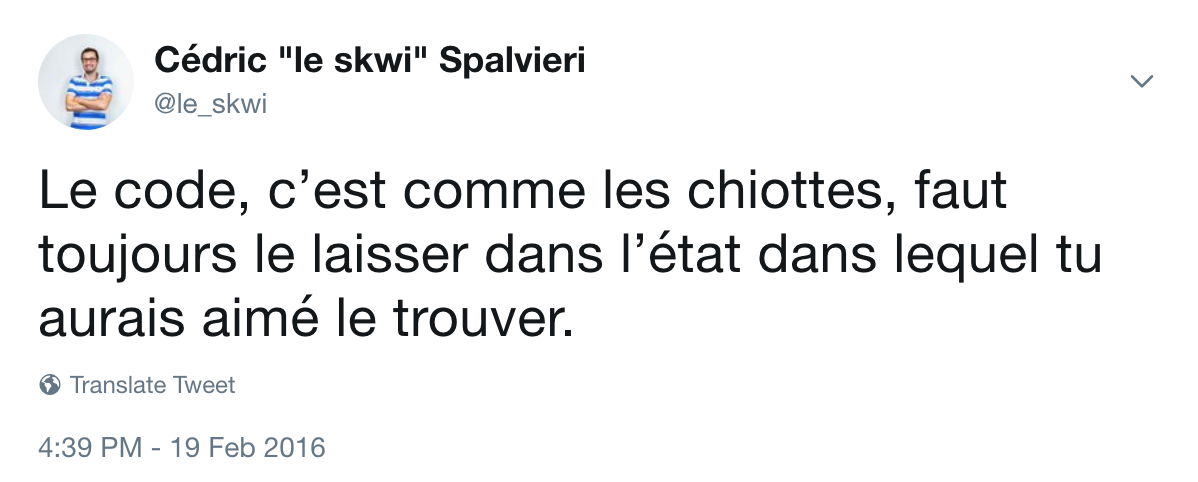 Cédric "le skwi" Spalvieri
@le_skwi
Le code, c’est comme les chiottes, faut
toujours le laisser dans l’état dans lequel tu
aurais aimé le trouver.
Translate Tweet
4:39 PM - 19 Feb 2016